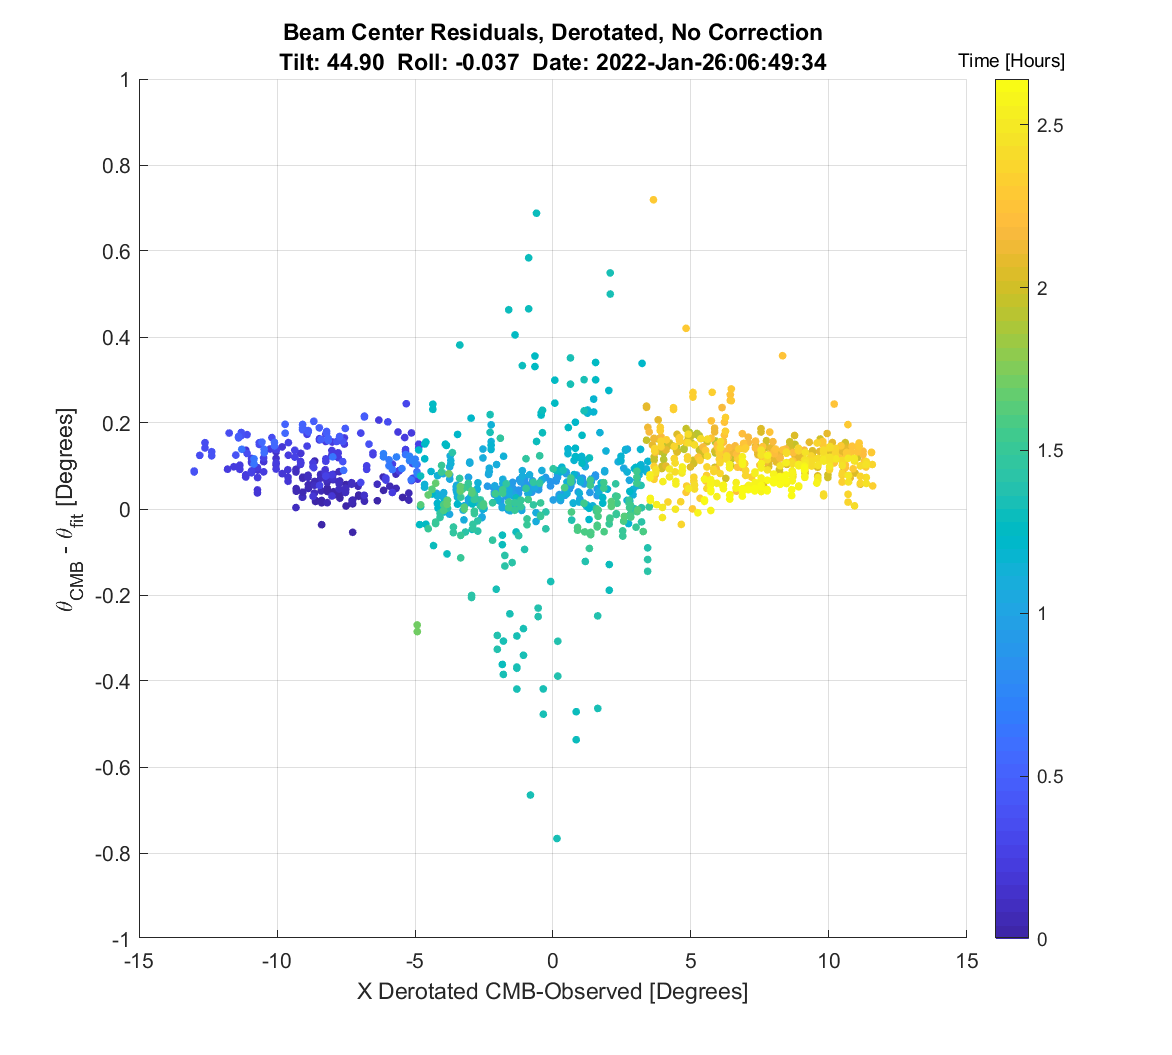 Beam Center Residuals, Derotated, No Correction
Tilt: 44.90  Roll: -0.037  Date: 2022-Jan-26:06:49:34
Time [Hours]
1
0.8
0.6
0.4
0.2
0
-0.2
-0.4
-0.6
-0.8
-1
θCMB - θfit [Degrees]
-15 -10 -5 0 5 10 15
X Derotated CMB-Observed [Degrees]
2.5
2
1.5
1
0.5
0